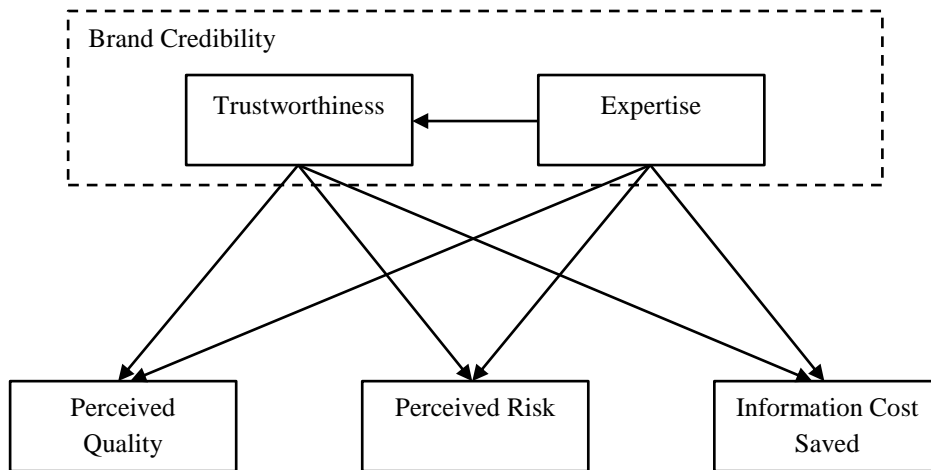 Brand Credibility
Trustworthiness
Expertise
Perceived
Quality
Perceived Risk
Information Cost
Saved